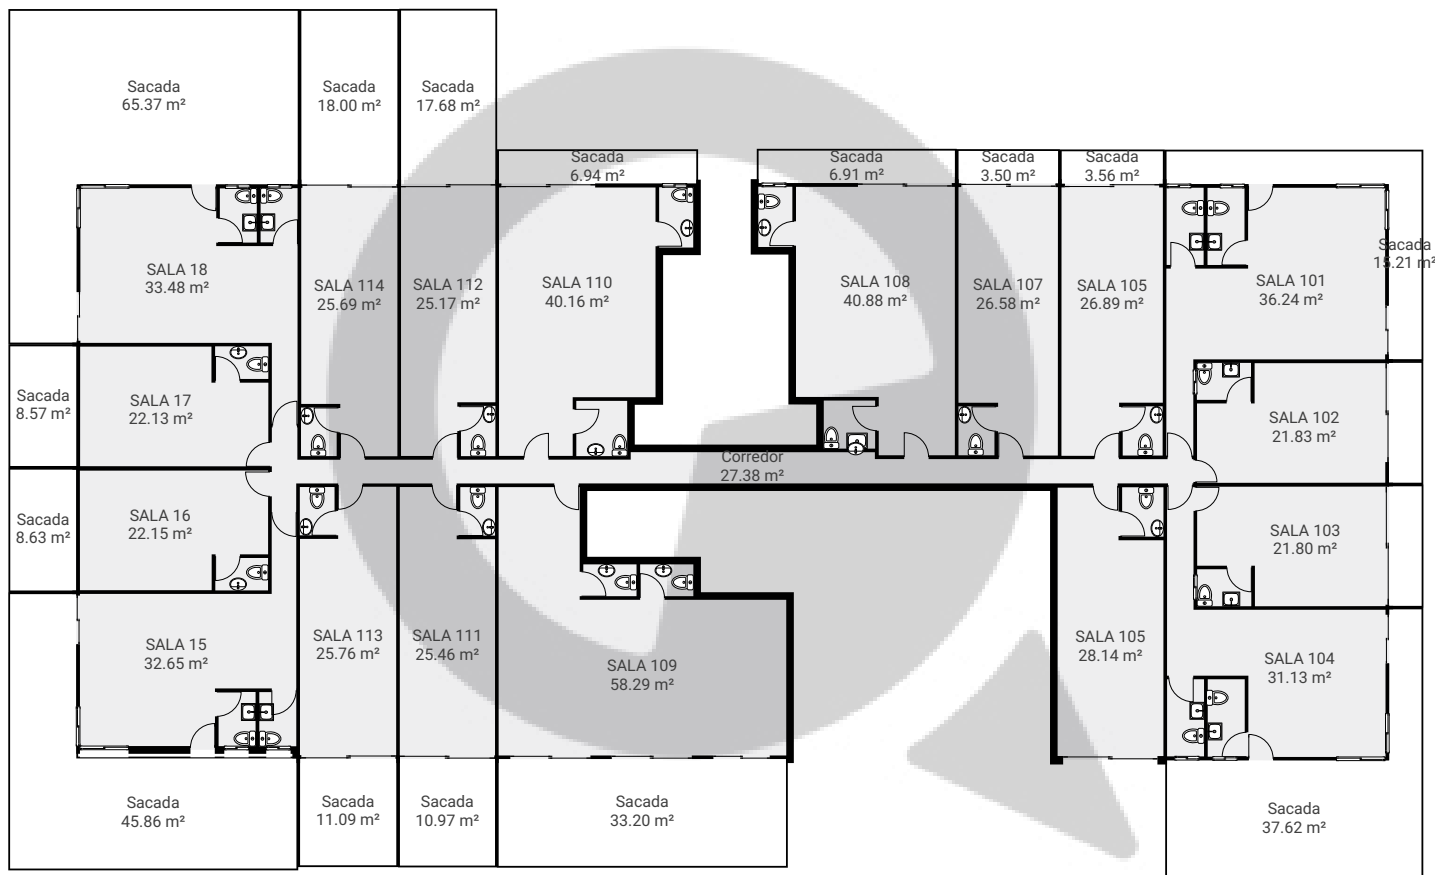 Sacada
65.37 m²
Sacada
18.00 m²
Sacada
17.68 m²
Sacada
6.94 m²
Sacada
6.91 m²
Sacada
3.50 m²
Sacada
3.56 m²
Sacada
15.21 m²
SALA 18
33.48 m²
SALA 114
25.69 m²
SALA 112
25.17 m²
SALA 110
40.16 m²
SALA 108
40.88 m²
SALA 107
26.58 m²
SALA 105
26.89 m²
SALA 101
36.24 m²
Sacada
8.57 m²
SALA 17
22.13 m²
SALA 102
21.83 m²
Corredor
27.38 m²
Sacada
8.63 m²
SALA 16
22.15 m²
SALA 103
21.80 m²
SALA 15
32.65 m²
SALA 113
25.76 m²
SALA 111
25.46 m²
SALA 109
58.29 m²
SALA 105
28.14 m²
SALA 104
31.13 m²
Sacada
45.86 m²
Sacada
11.09 m²
Sacada
10.97 m²
Sacada
33.20 m²
Sacada
37.62 m²